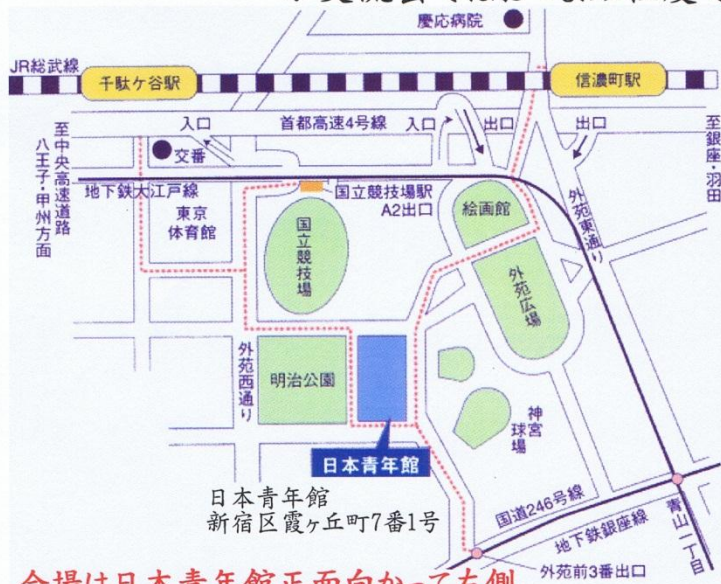 慶応病院
JR総武線
千駄ケ谷駅
信濃町駅
入口
首都高速4号線
入口
出口
出口
至中央高速道路
八王子・甲州方面
至銀座・羽田
交番
地下鉄大江戸線
国立競技場駅
A2出口
絵画館
外苑東通り
東京
体育館
国立競技場
外苑広場
外苑西通り
明治公園
神宮
球場
日本青年館
日本青年館
新宿区霞ヶ丘町7番1号
国道246号線
地下鉄銀座線
青山一丁目
外苑前3番出口
会場は日本青年館正面向かって左側